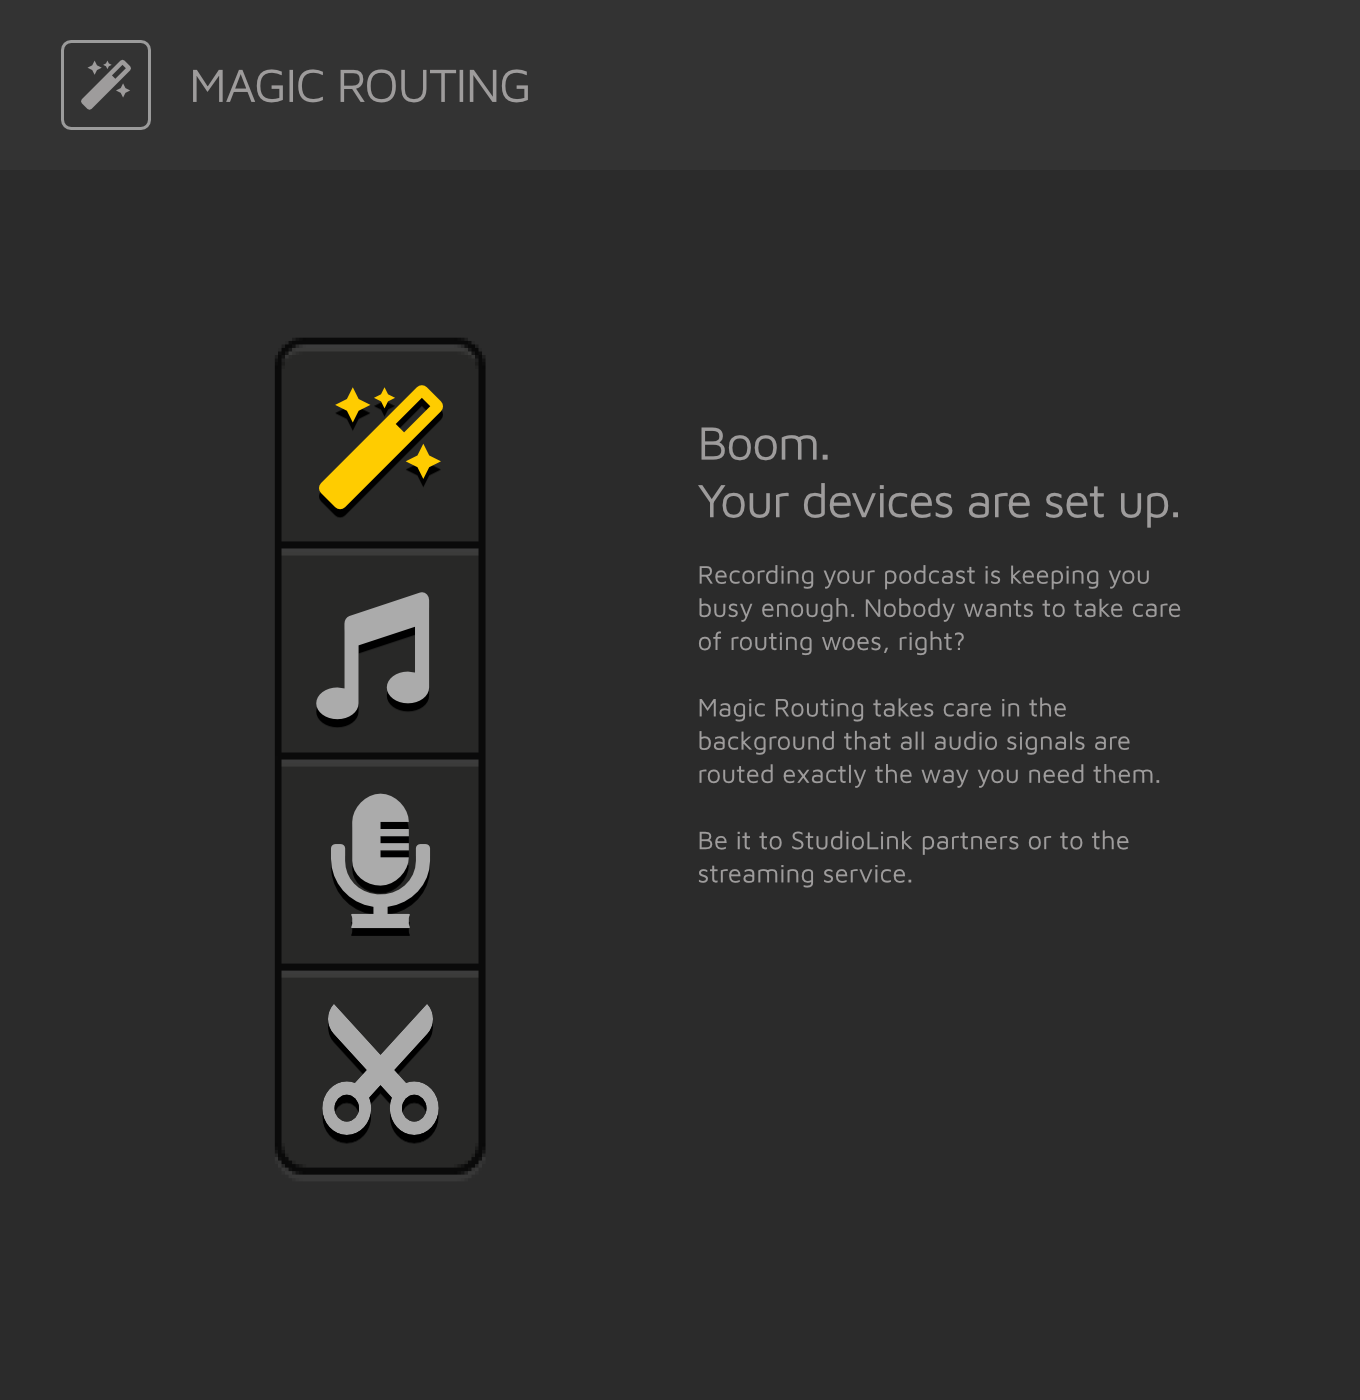 MAGIC ROUTING
Boom.
Your devices are set up.
Recording your podcast is keeping you
busy enough. Nobody wants to take care
of routing woes, right?
Magic Routing takes care in the
background that all audio signals are
routed exactly the way you need them.
Be it to StudioLink partners or to the
streaming service.